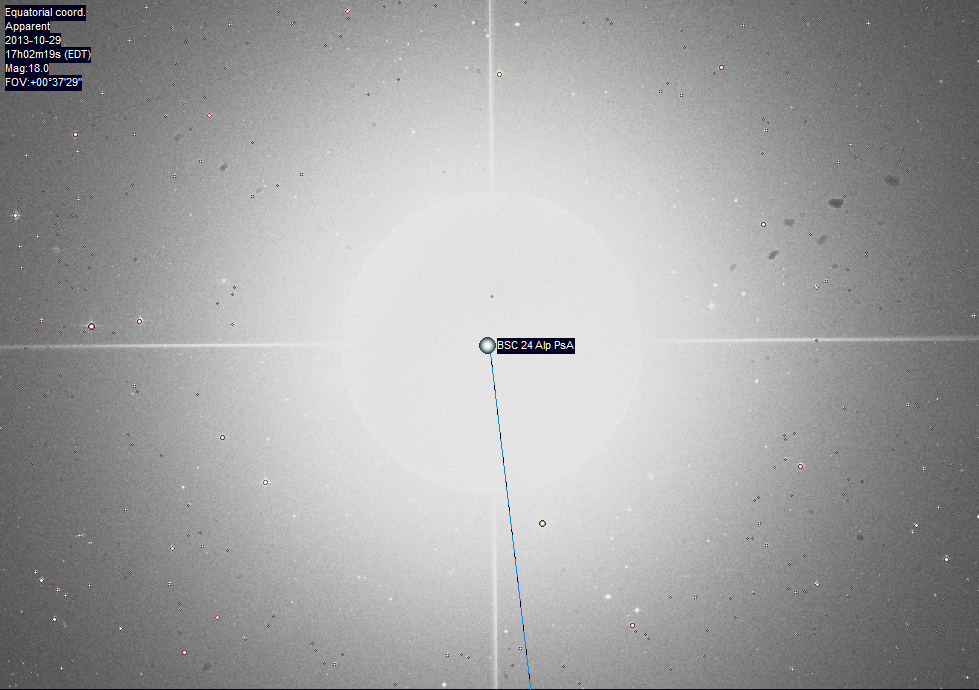 Equatorial coord.
Apparent
2013-10-29
17h02m19s (EDT)
Mag:18.0
FOV:+00°37'29"
BSC 24 Alp PsA